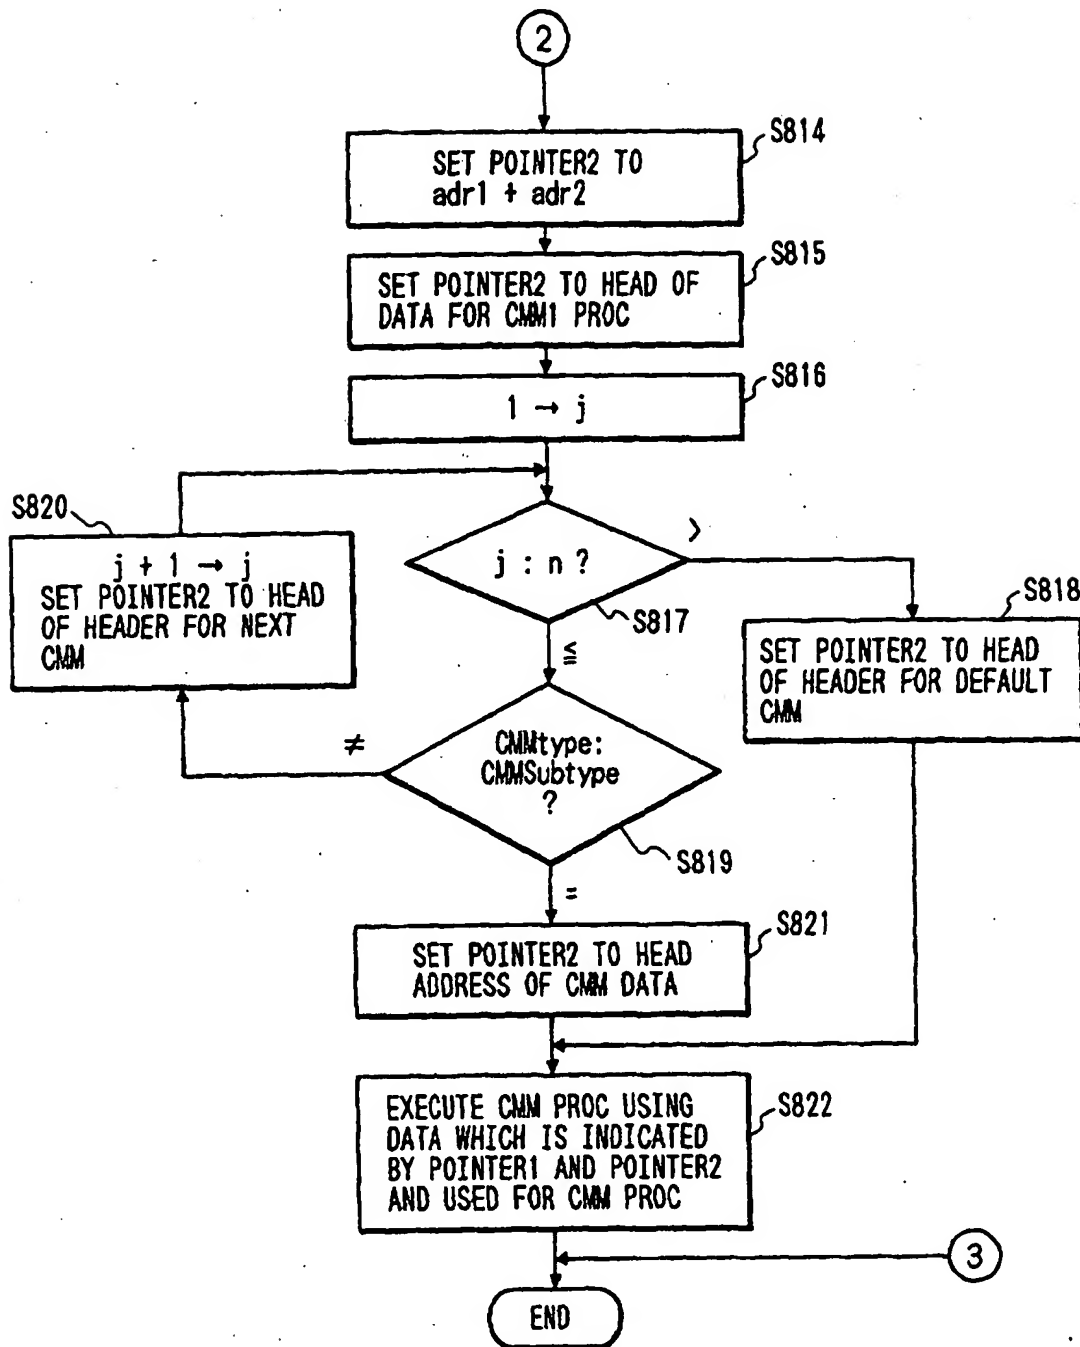 2
S814
SET POINTER2 TO
adr1 + adr2
S815
SET POINTER2 TO HEAD OF
DATA FOR CMM1 PROC
S816
1 → j
S820
j + 1 → j
SET POINTER2 TO HEAD
OF HEADER FOR NEXT
CMM
j : n ?
>
S817
≦
S818
SET POINTER2 TO HEAD
OF HEADER FOR DEFAULT
CMM
≠
CMMtype:
CMMSubtype
?
S819
=
S821
SET POINTER2 TO HEAD
ADDRESS OF CMM DATA
S822
EXECUTE CMM PROC USING
DATA WHICH IS INDICATED
BY POINTER1 AND POINTER2
AND USED FOR CMM PROC
3
END